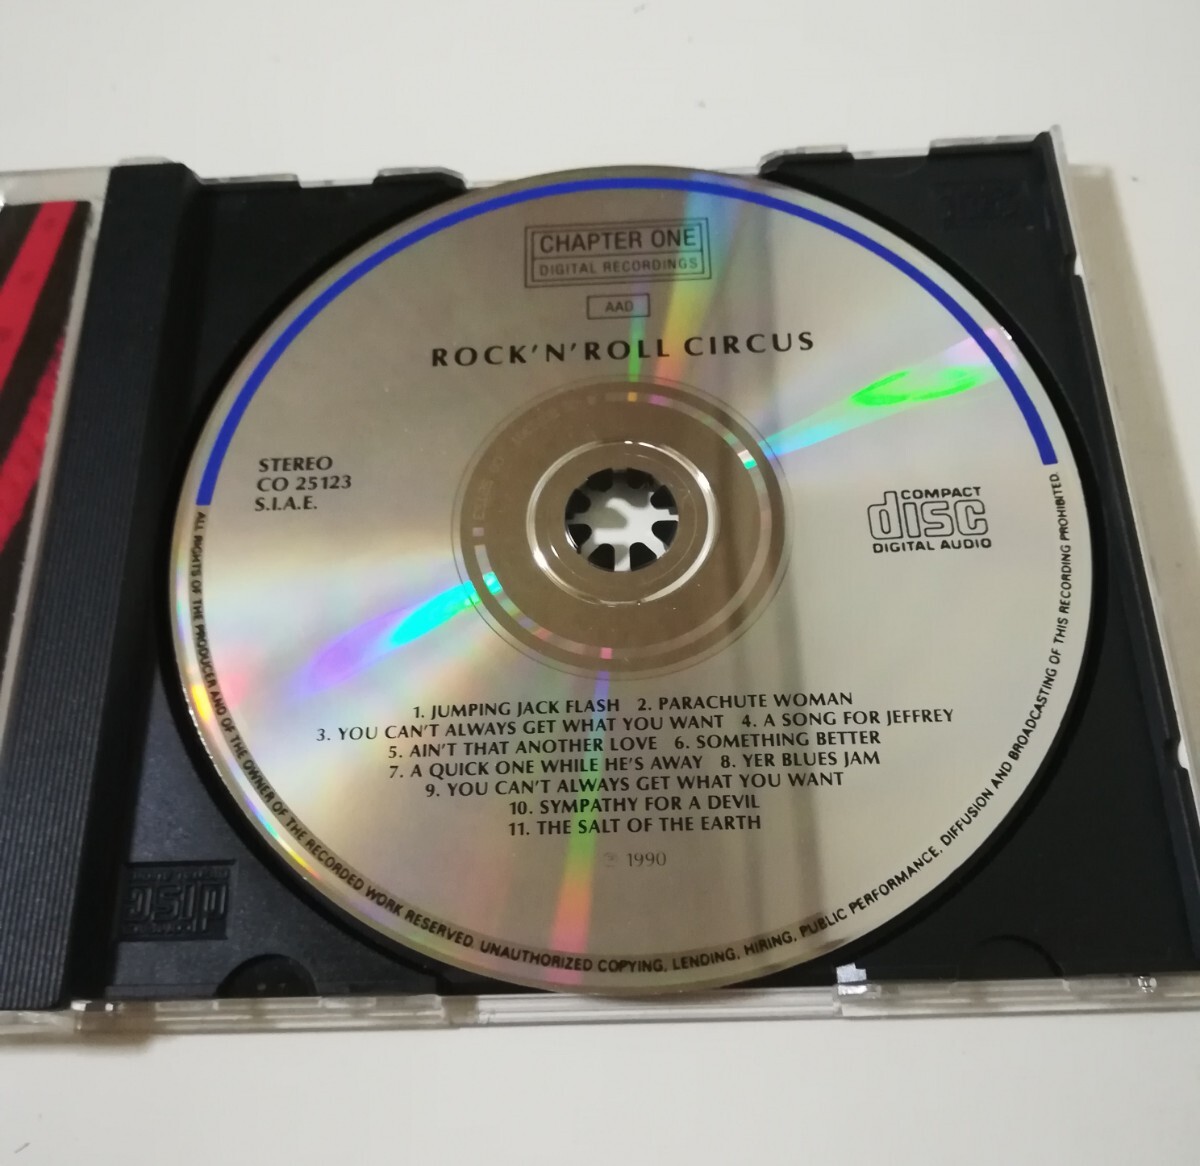 CHAPTER ONE
DIGITAL RECORDINGS
AAD
ROCK'N'ROLL CIRCUS
STEREO
CO 25123
S.I.A.E.
COMPACT
disc
DIGITAL AUDIO
1. JUMPING JACK FLASH 2. PARACHUTE WOMAN
3. YOU CAN'T ALWAYS GET WHAT YOU WANT 4. A SONG FOR JEFFREY
5. AIN'T THAT ANOTHER LOVE 6. SOMETHING BETTER
7. A QUICK ONE WHILE HE'S AWAY 8. YER BLUES JAM
9. YOU CAN'T ALWAYS GET WHAT YOU WANT
10. SYMPATHY FOR A DEVIL
11. THE SALT OF THE EARTH
℗ 1990
ALL RIGHTS OF THE PRODUCER AND OF THE OWNER OF THE RECORDED WORK RESERVED. UNAUTHORIZED COPYING, LENDING, HIRING, PUBLIC PERFORMANCE, DIFFUSION AND BROADCASTING OF THIS RECORDING PROHIBITED.
disc